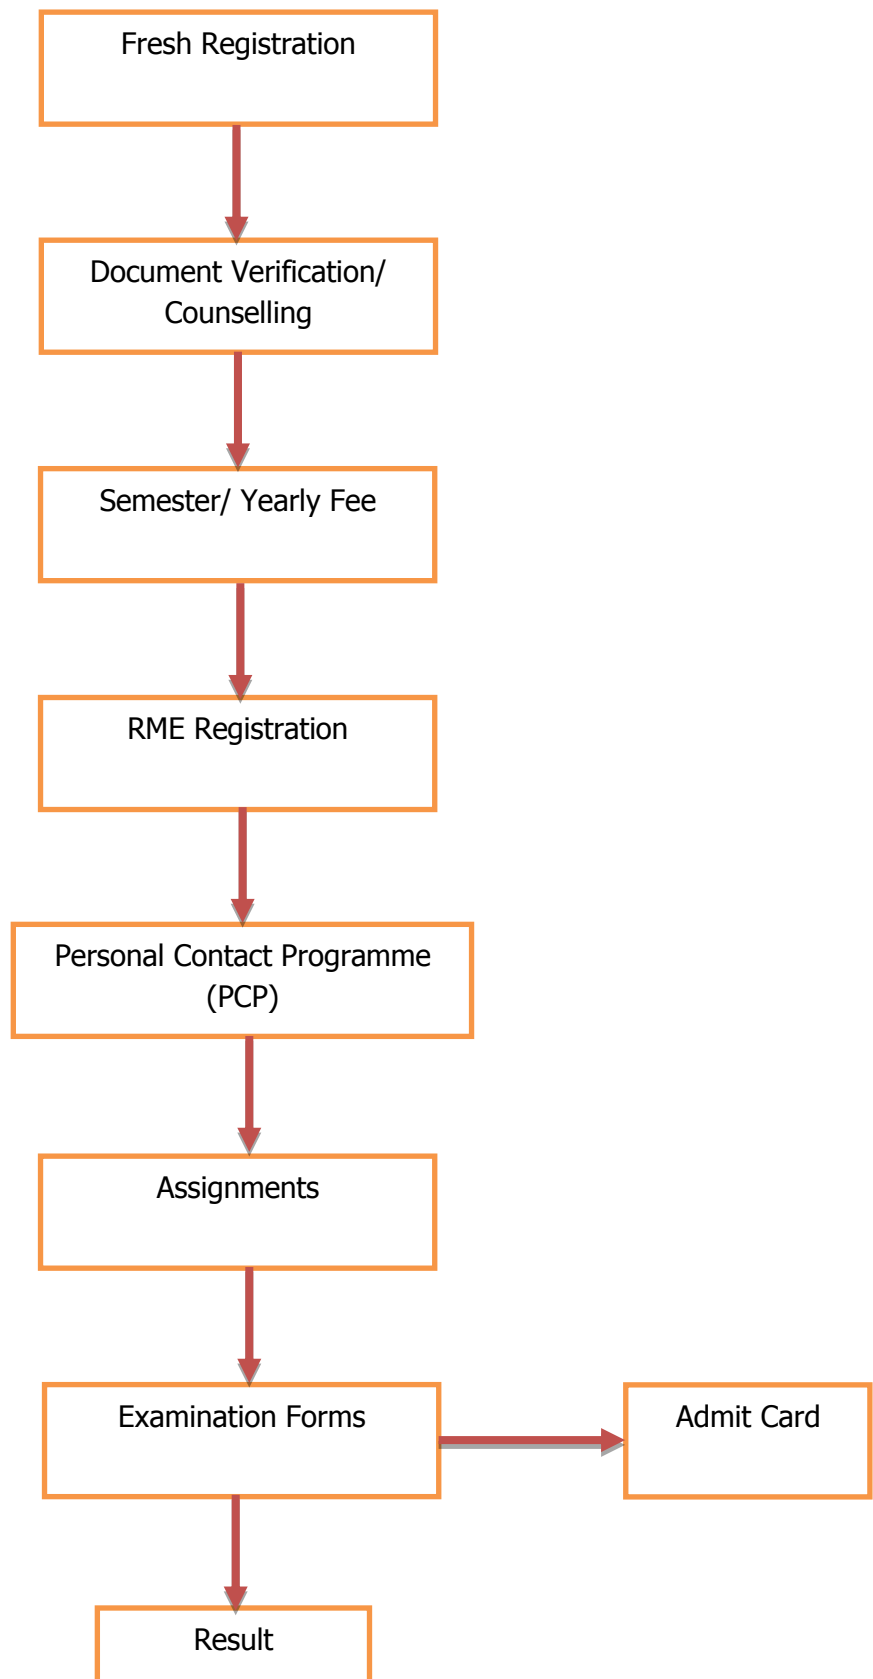 Fresh Registration
Document Verification/
Counselling
Semester/ Yearly Fee
RME Registration
Personal Contact Programme
(PCP)
Assignments
Examination Forms
Admit Card
Result